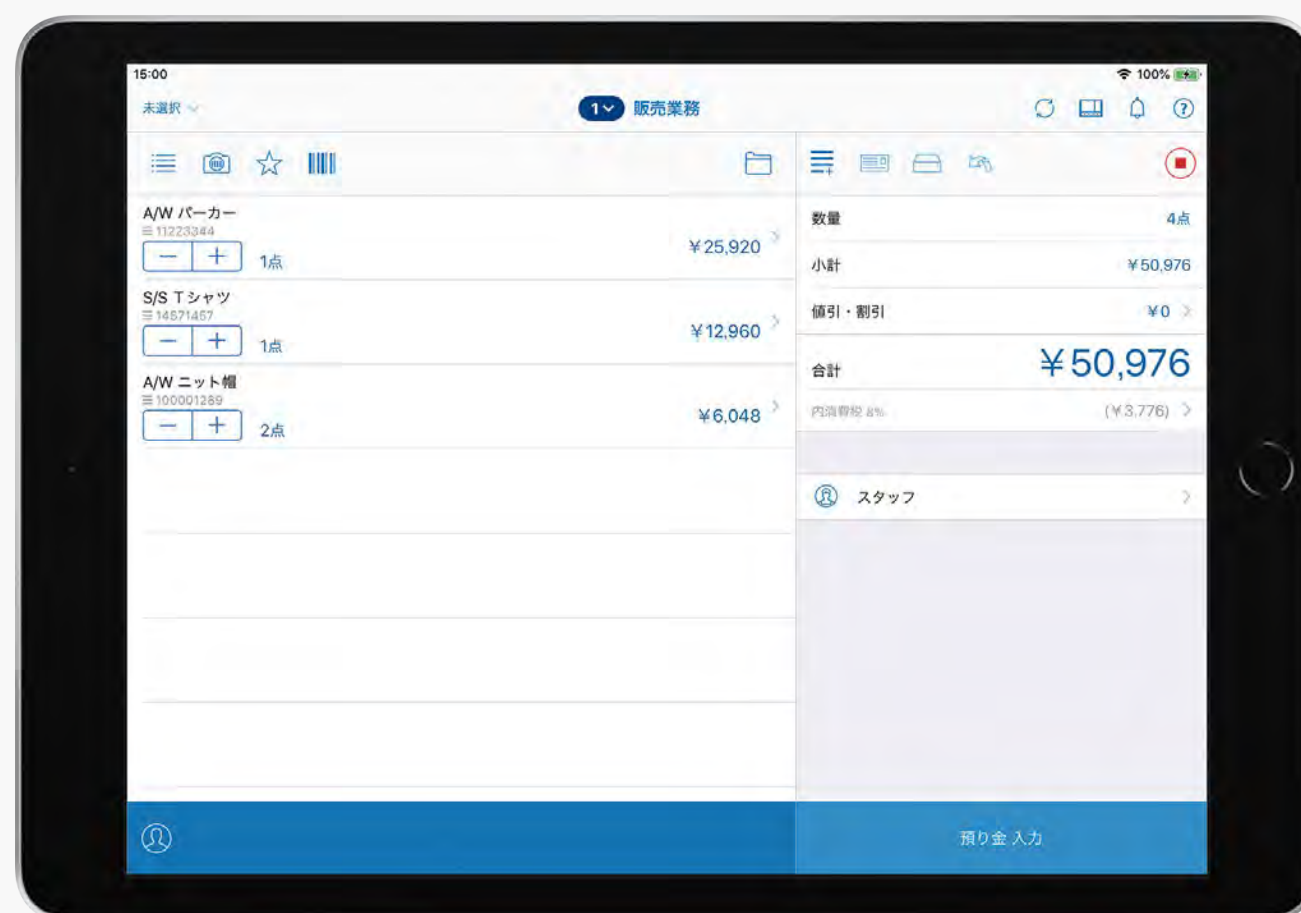 15:00
100%
未選択
1 販売業務
A/W パーカー
11223344
1点
¥25,920
S/S Tシャツ
14571457
1点
¥12,960
A/W ニット帽
100001289
2点
¥6,048
数量 4点
小計 ¥50,976
値引・割引 ¥0
合計 ¥50,976
内消費税 8% (¥3,776)
スタッフ
預り金 入力